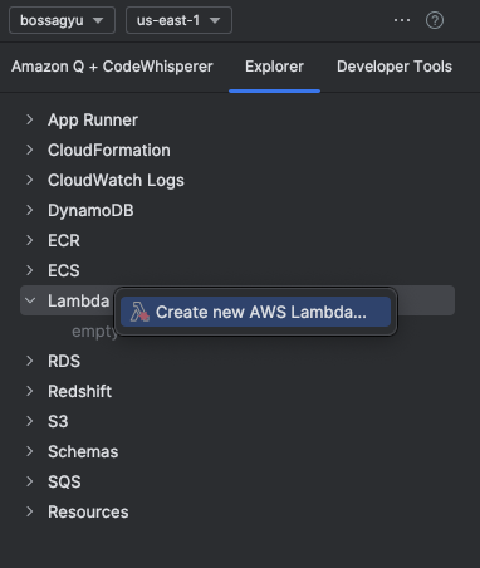 bossagyu us-east-1 ... ?
Amazon Q + CodeWhisperer Explorer Developer Tools
App Runner
CloudFormation
CloudWatch Logs
DynamoDB
ECR
ECS
Lambda
Create new AWS Lambda...
empty
RDS
Redshift
S3
Schemas
SQS
Resources